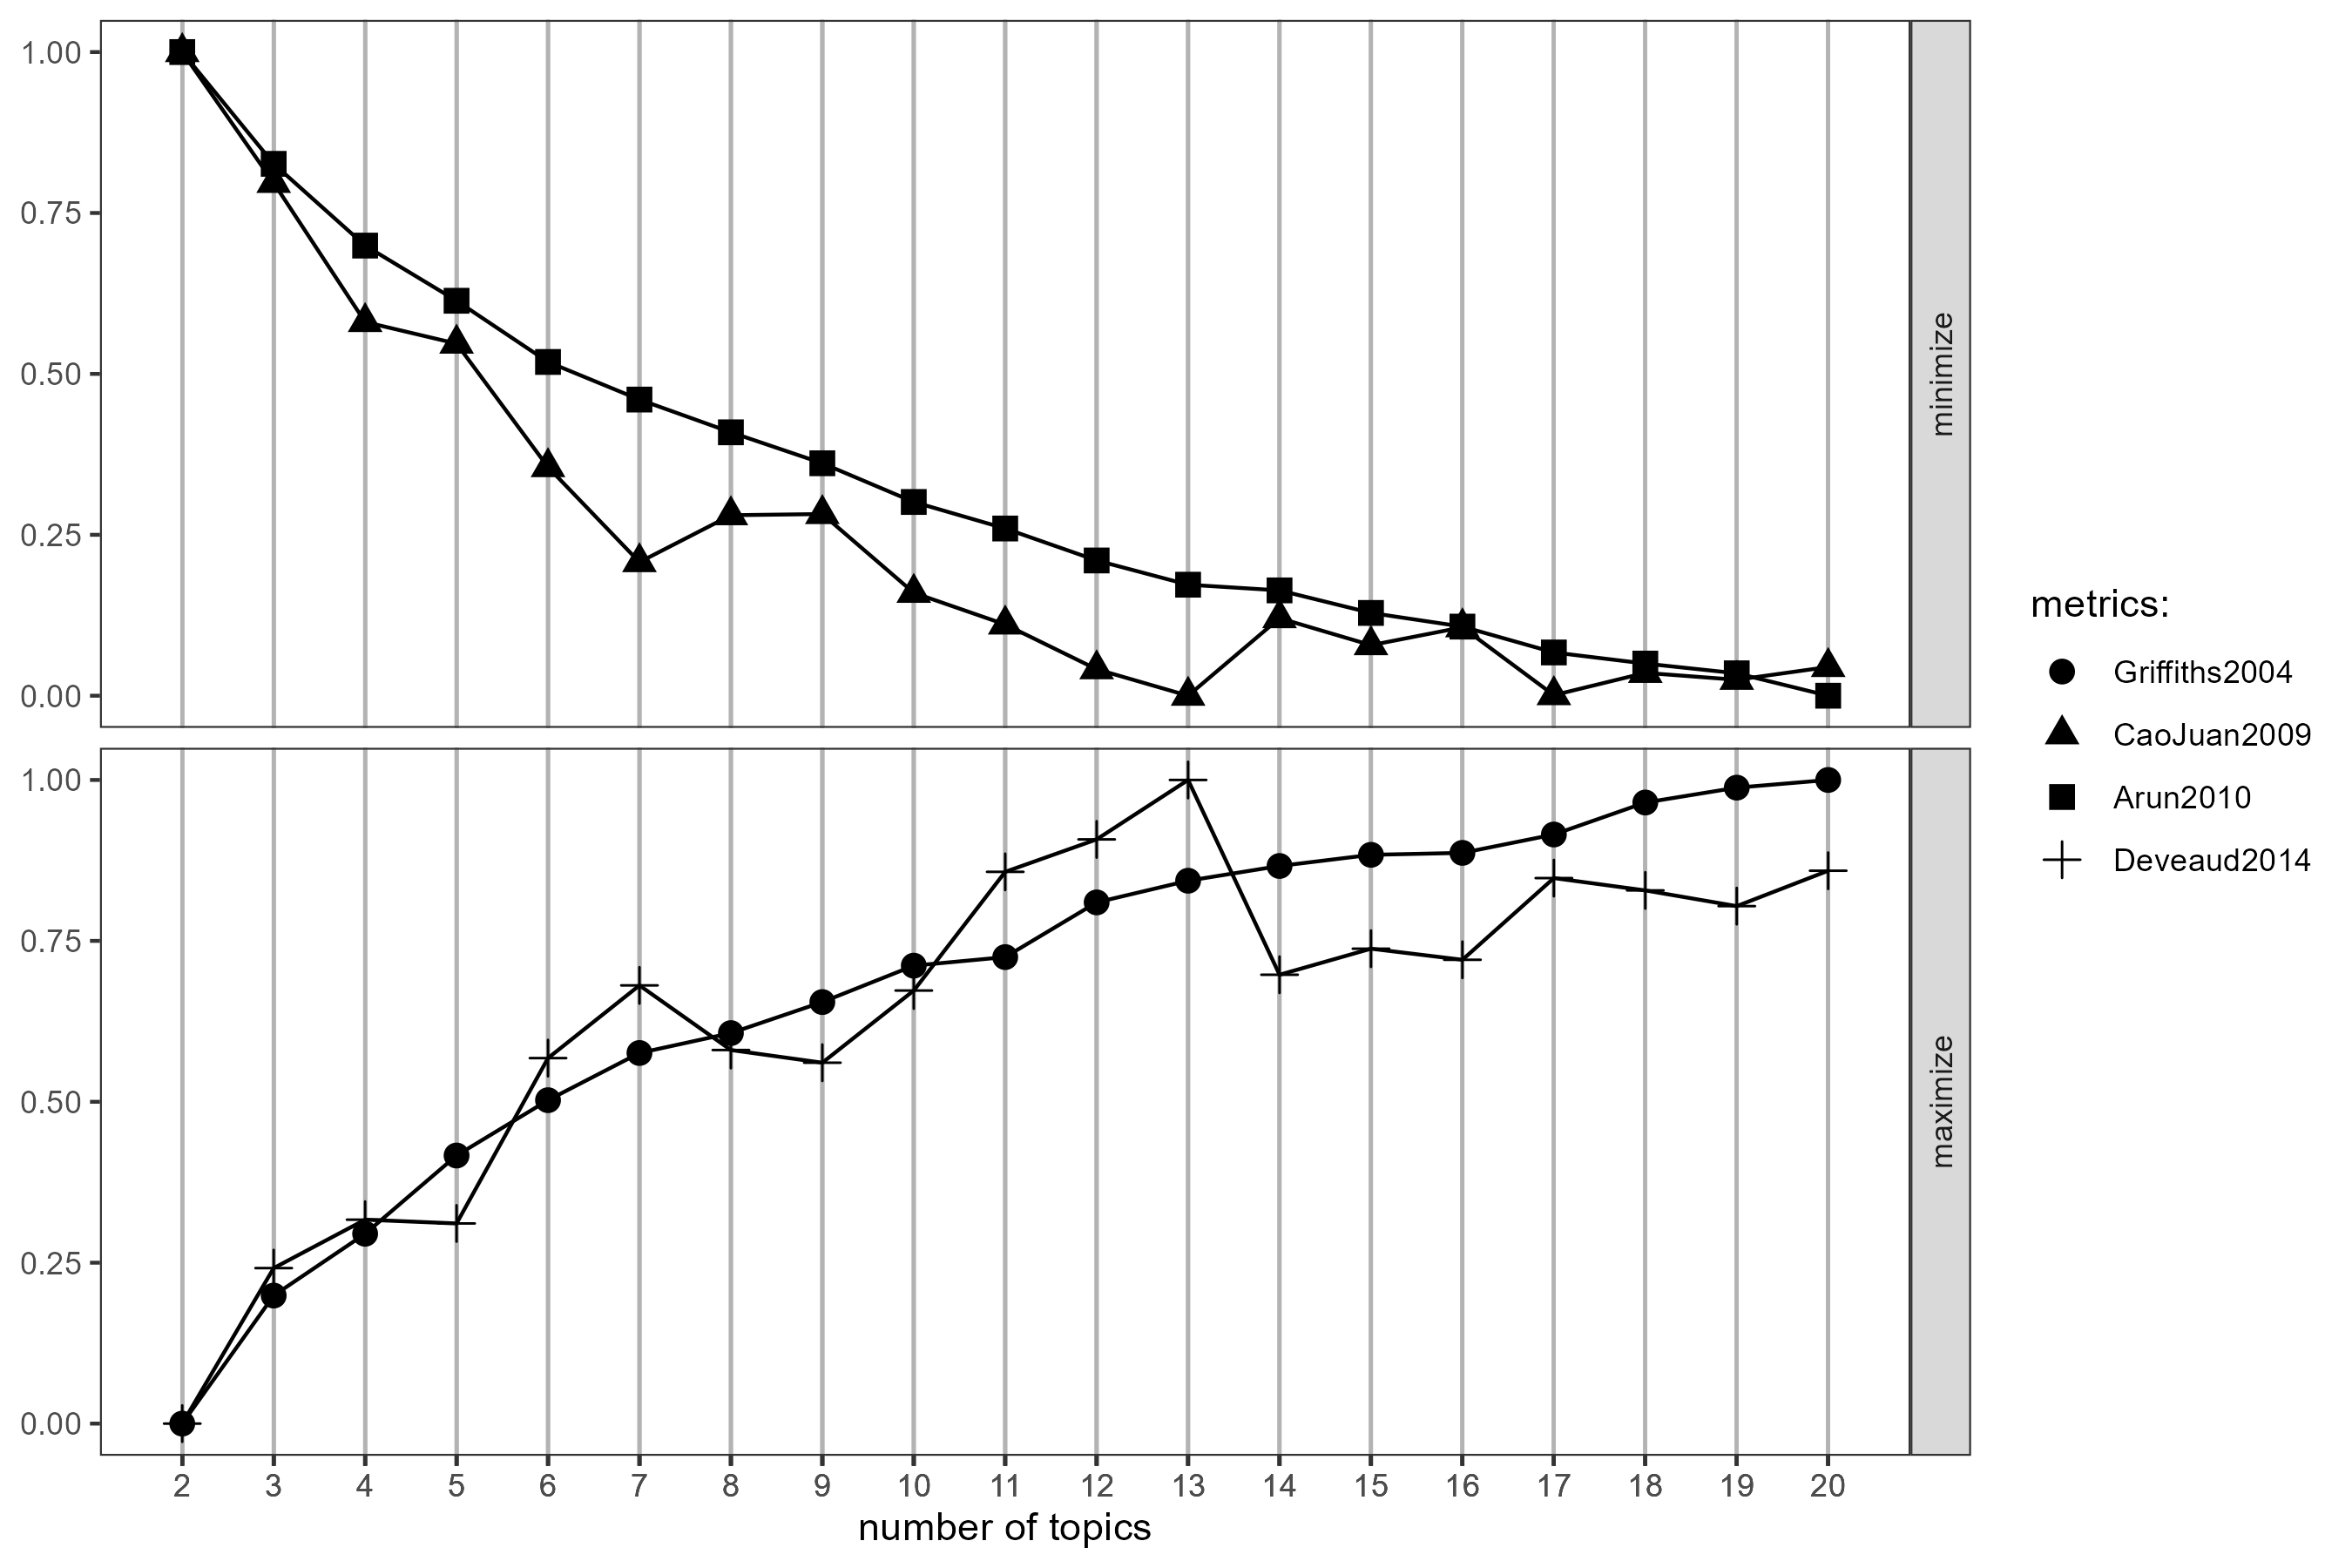 1.00
0.75
0.50
0.25
0.00
minimize
1.00
0.75
0.50
0.25
0.00
maximize
2 3 4 5 6 7 8 9 10 11 12 13 14 15 16 17 18 19 20
number of topics
metrics:
Griffiths2004
CaoJuan2009
Arun2010
Deveaud2014